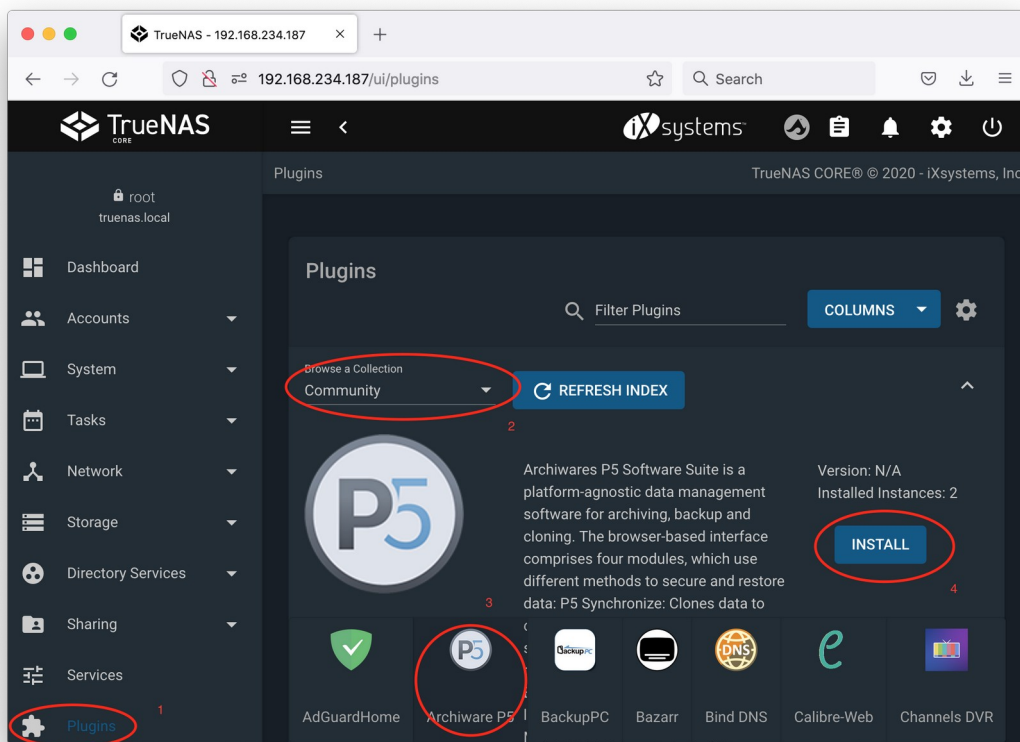 TrueNAS - 192.168.234.187
192.168.234.187/ui/plugins
Search
TrueNAS
CORE
iXsystems™
Plugins
TrueNAS CORE® © 2020 - iXsystems, Inc
root
truenas.local
Dashboard
Accounts
System
Tasks
Network
Storage
Directory Services
Sharing
Services
Plugins
1
Plugins
Filter Plugins
COLUMNS
Browse a Collection
Community
REFRESH INDEX
2
P5
Archiwares P5 Software Suite is a
platform-agnostic data management
software for archiving, backup and
cloning. The browser-based interface
comprises four modules, which use
different methods to secure and restore
data: P5 Synchronize: Clones data to
Version: N/A
Installed Instances: 2
INSTALL
4
3
P5
BackupPC
DNS
AdGuardHome
Archiware P5
BackupPC
Bazarr
Bind DNS
Calibre-Web
Channels DVR